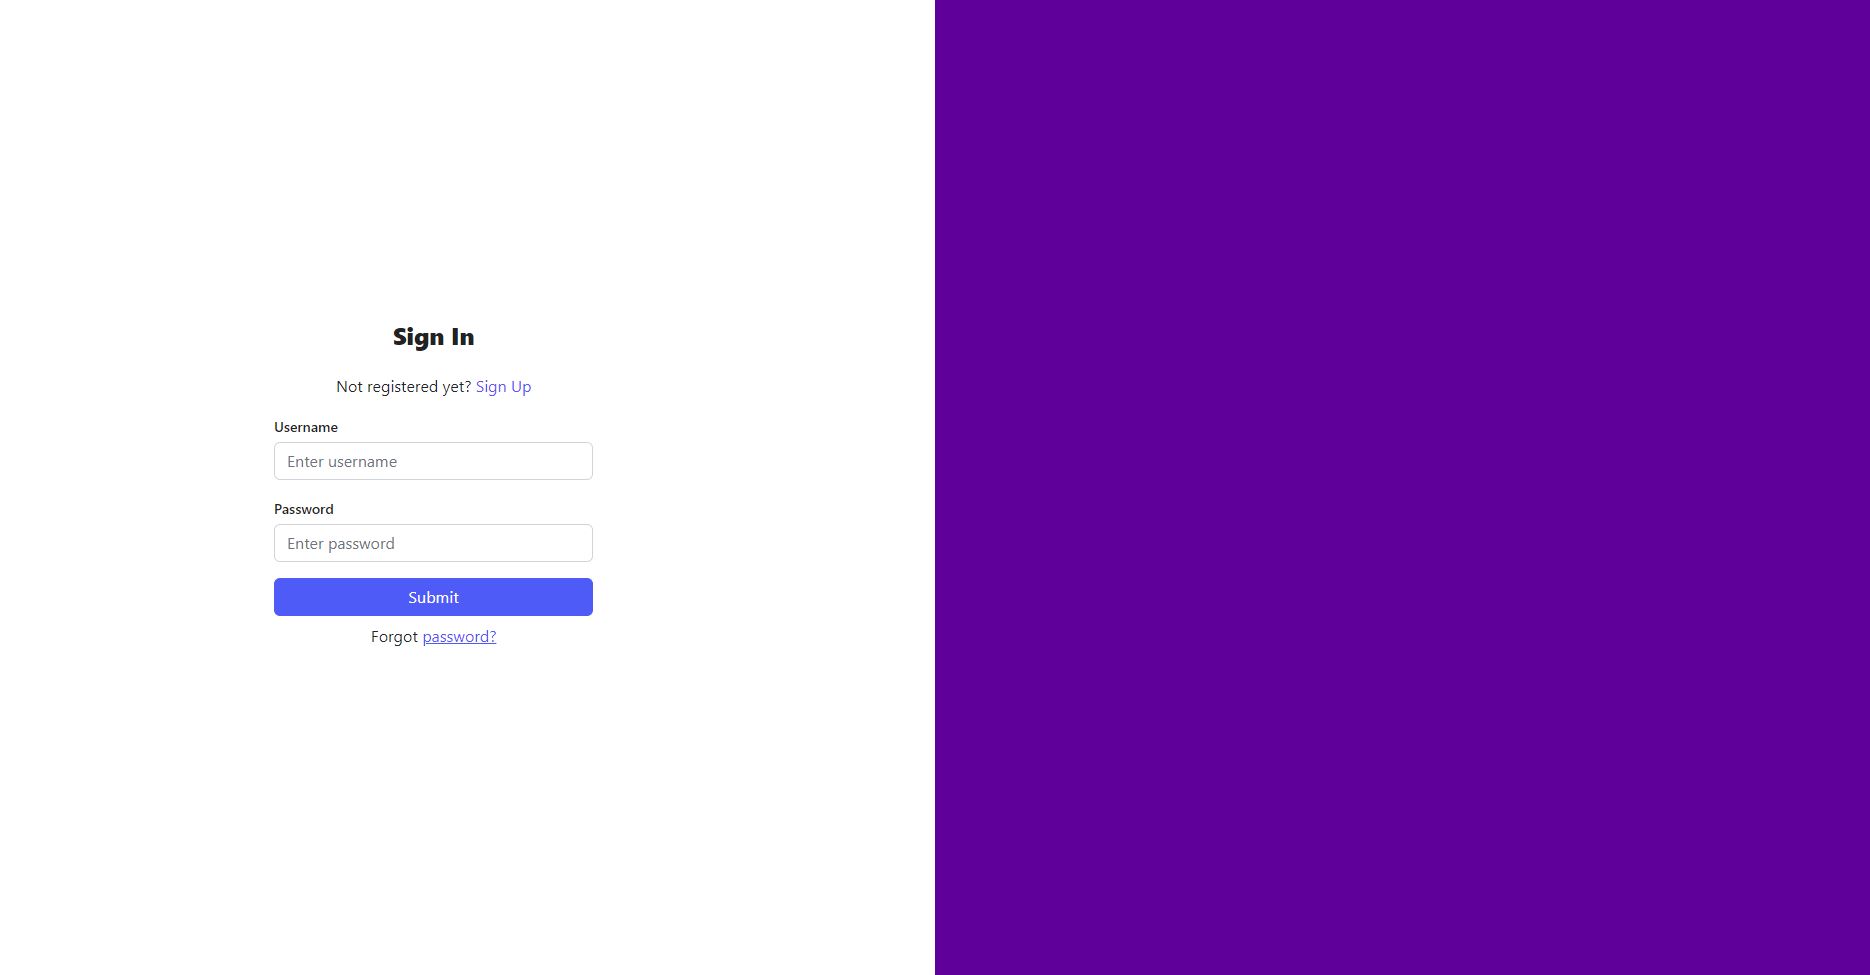 Sign In
Not registered yet? Sign Up
Username
Enter username
Password
Enter password
Submit
Forgot password?